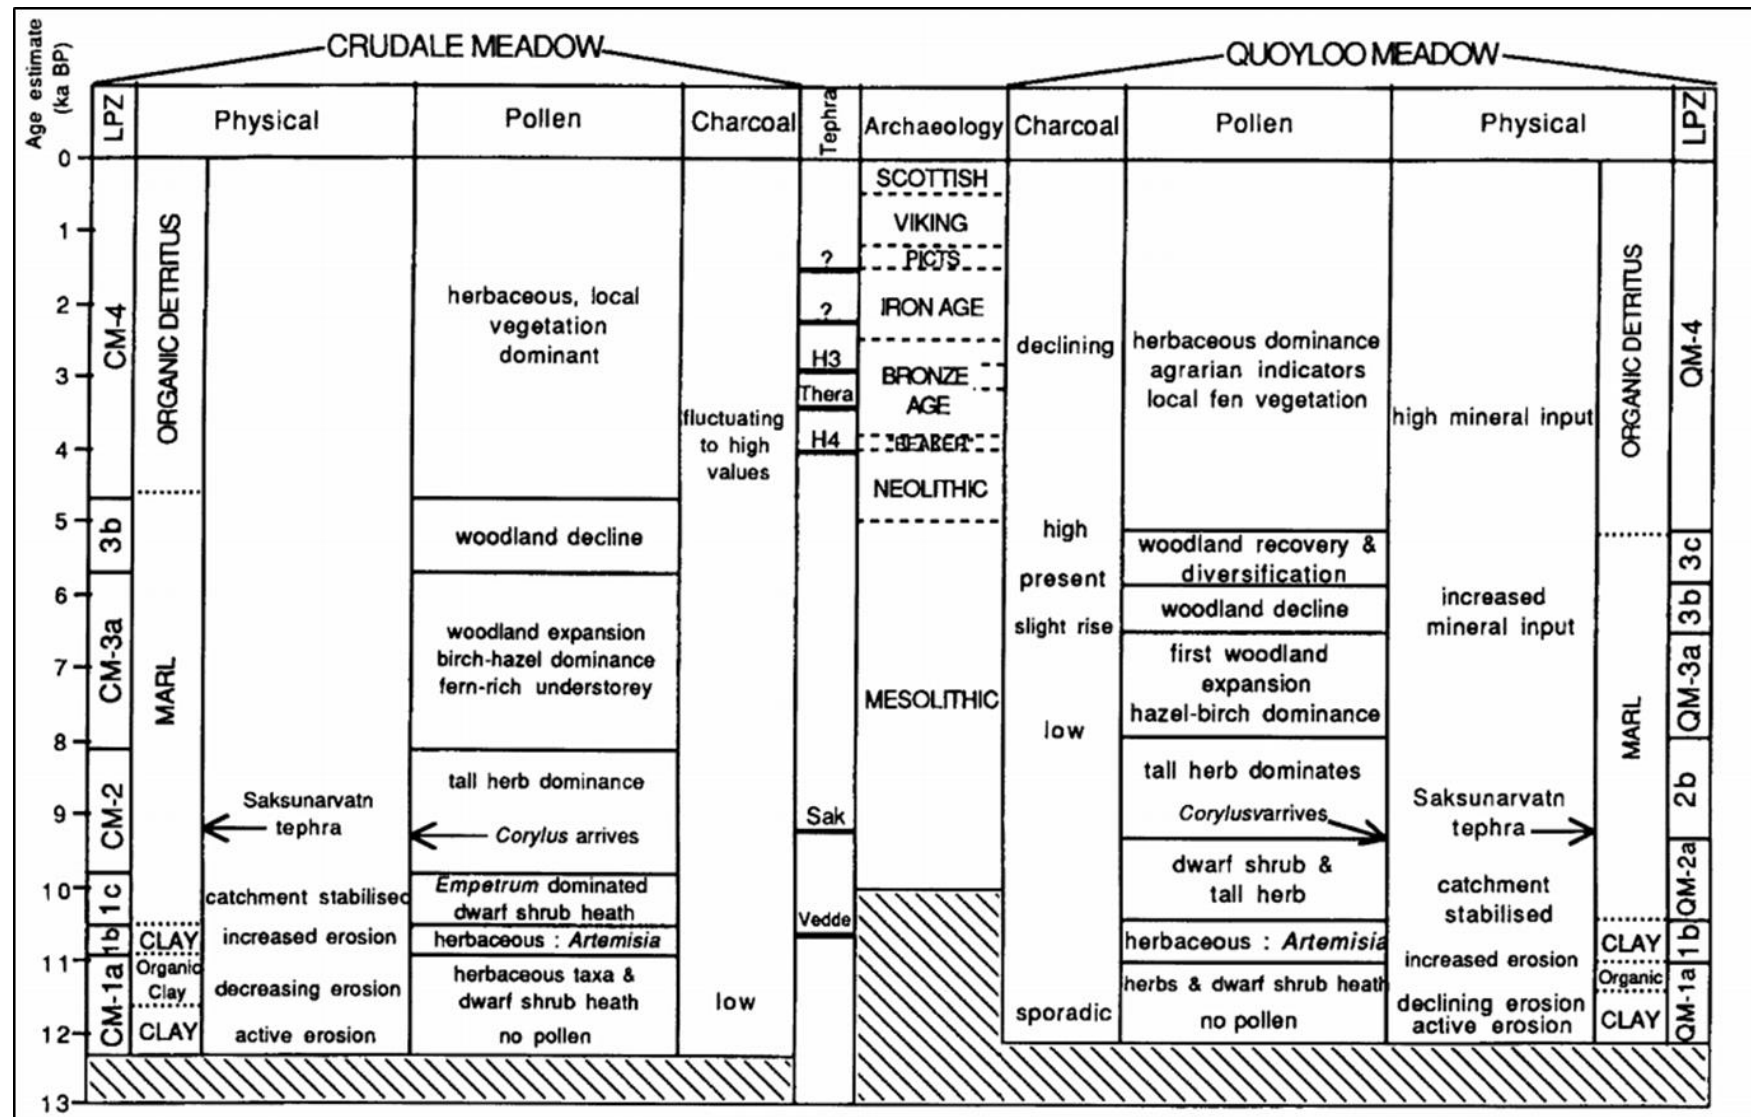 CRUDALE MEADOW
QUOYLOO MEADOW
Age estimate
(ka BP)
LPZ
Physical
Pollen
Charcoal
Tephra
Archaeology
Charcoal
Pollen
Physical
LPZ
0
1
2
3
4
5
6
7
8
9
10
11
12
13
CM-4
3b
CM-3a
CM-2
1c
1b
CM-1a
ORGANIC DETRITUS
MARL
CLAY
Organic
Clay
CLAY
Saksunarvatn
tephra
catchment stabilised
increased erosion
decreasing erosion
active erosion
herbaceous, local
vegetation
dominant
woodland decline
woodland expansion
birch-hazel dominance
fern-rich understorey
tall herb dominance
Corylus arrives
Empetrum dominated
dwarf shrub heath
herbaceous : Artemisia
herbaceous taxa &
dwarf shrub heath
no pollen
fluctuating
to high
values
low
?
?
H3
Thera
H4
Sak
Vedde
SCOTTISH
VIKING
PICTS
IRON AGE
BRONZE
AGE
NEOLITHIC
MESOLITHIC
declining
high
present
slight rise
low
sporadic
herbaceous dominance
agrarian indicators
local fen vegetation
woodland recovery &
diversification
woodland decline
first woodland
expansion
hazel-birch dominance
tall herb dominates
Corylusvarrives
dwarf shrub &
tall herb
herbaceous : Artemisia
herbs & dwarf shrub heath
no pollen
high mineral input
increased
mineral input
Saksunarvatn
tephra
catchment
stabilised
increased erosion
declining erosion
active erosion
ORGANIC DETRITUS
MARL
CLAY
Organic
CLAY
QM-4
3c
3b
QM-3a
2b
QM-2a
1b
QM-1a